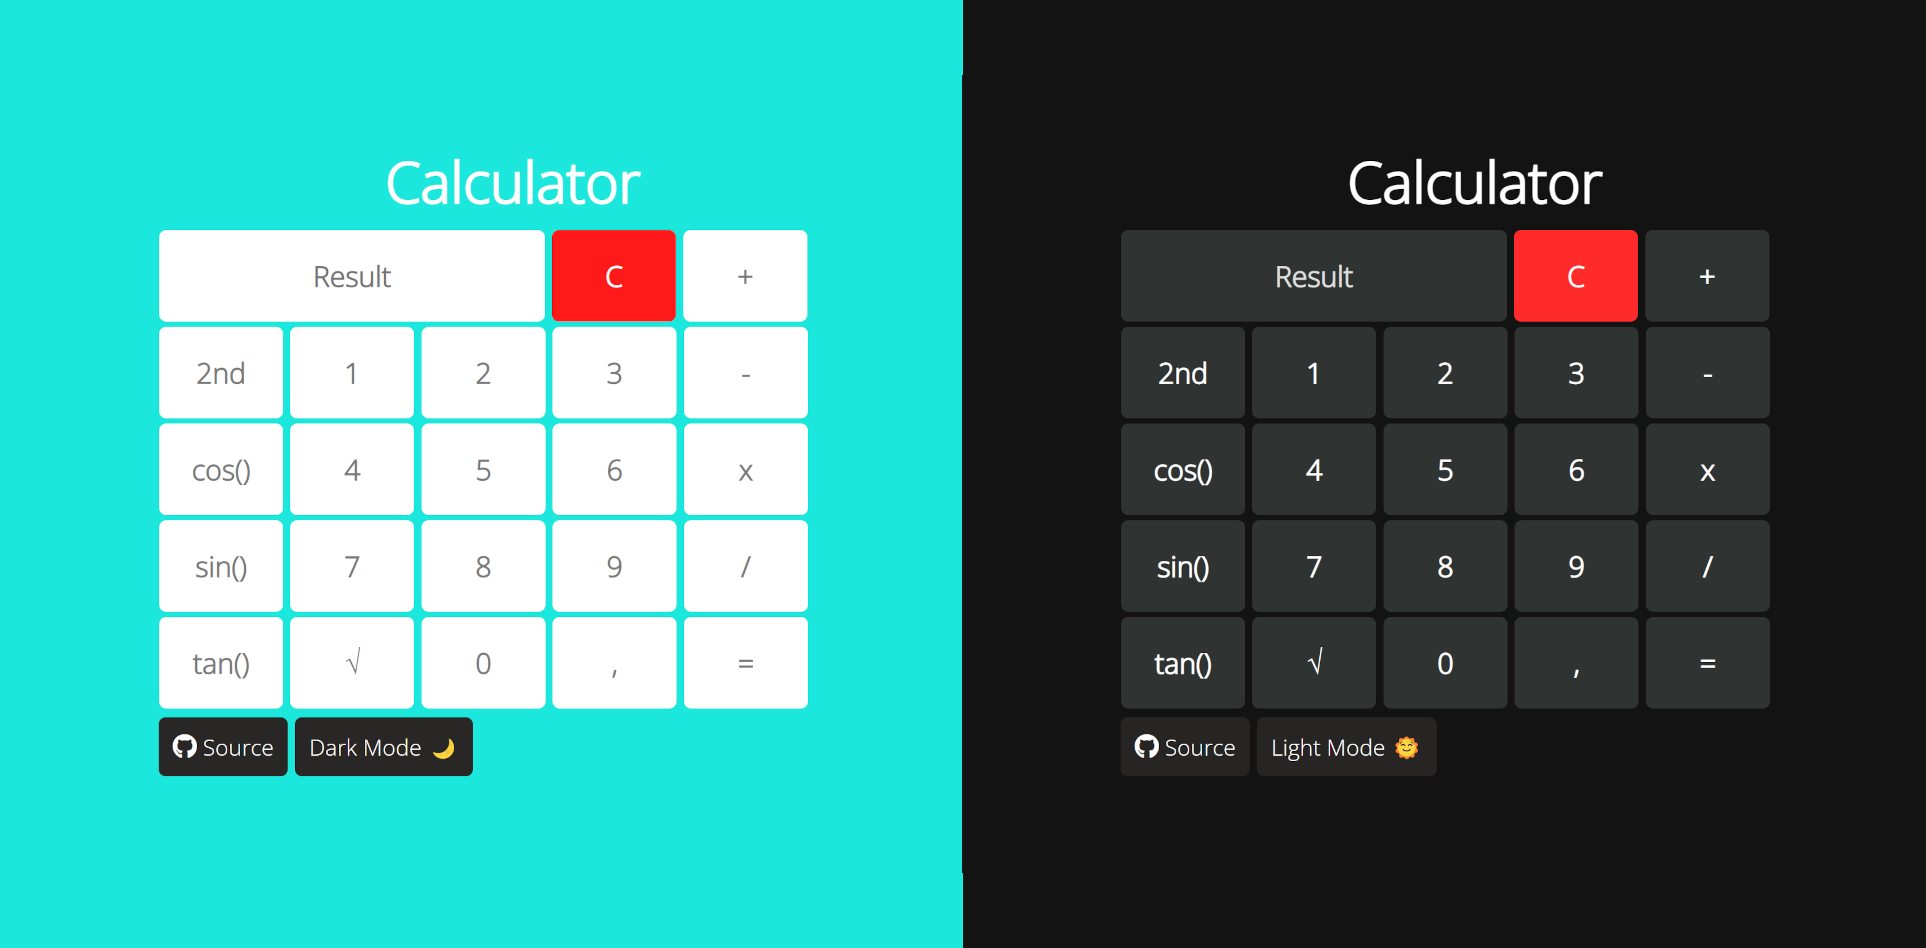 Calculator
Result C +
2nd 1 2 3 -
cos() 4 5 6 x
sin() 7 8 9 /
tan() √ 0 , =
Source Dark Mode 🌙
Calculator
Result C +
2nd 1 2 3 -
cos() 4 5 6 x
sin() 7 8 9 /
tan() √ 0 , =
Source Light Mode 🌞